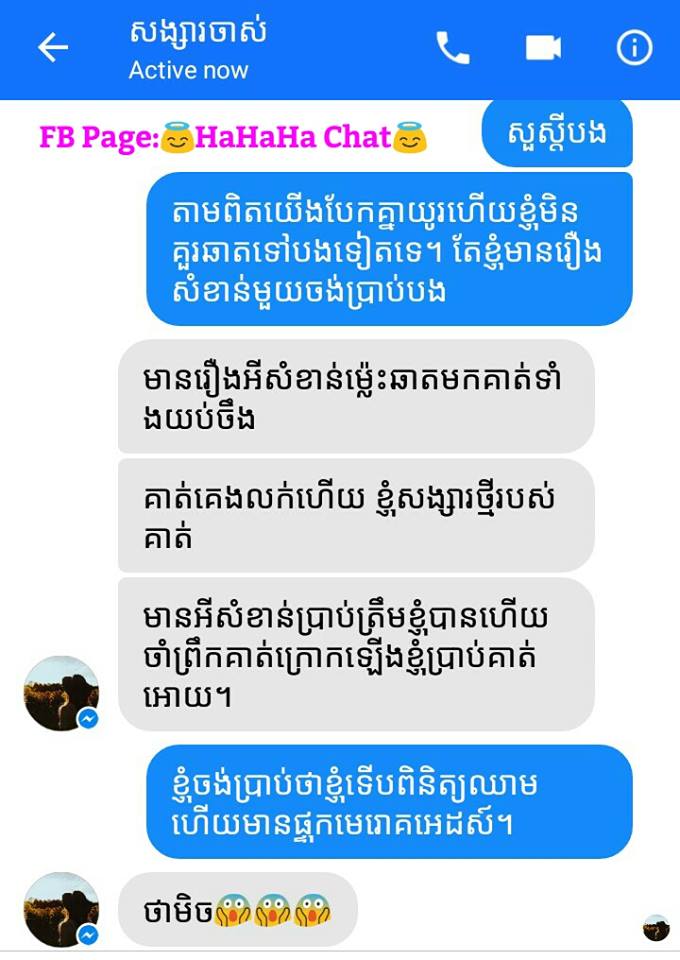 សង្សារចាស់
Active now
FB Page:😇HaHaHa Chat😇
សួស្ដីបង
តាមពិតយើងបែកគ្នាយូរហើយខ្ញុំមិន
គួរឆាតទៅបងទៀតទេ។ តែខ្ញុំមានរឿង
សំខាន់មួយចង់ប្រាប់បង
មានរឿងអីសំខាន់ម្ល៉េះឆាតមកគាត់ទាំ
ងយប់ចឹង
គាត់គេងលក់ហើយ ខ្ញុំសង្សារថ្មីរបស់
គាត់
មានអីសំខាន់ប្រាប់ត្រឹមខ្ញុំបានហើយ
ចាំព្រឹកគាត់ក្រោកឡើងខ្ញុំប្រាប់គាត់
អោយ។
ខ្ញុំចង់ប្រាប់ថាខ្ញុំទើបពិនិត្យឈាម
ហើយមានផ្ទុកមេរោគអេដស៍។
ថាមិច😱😱😱